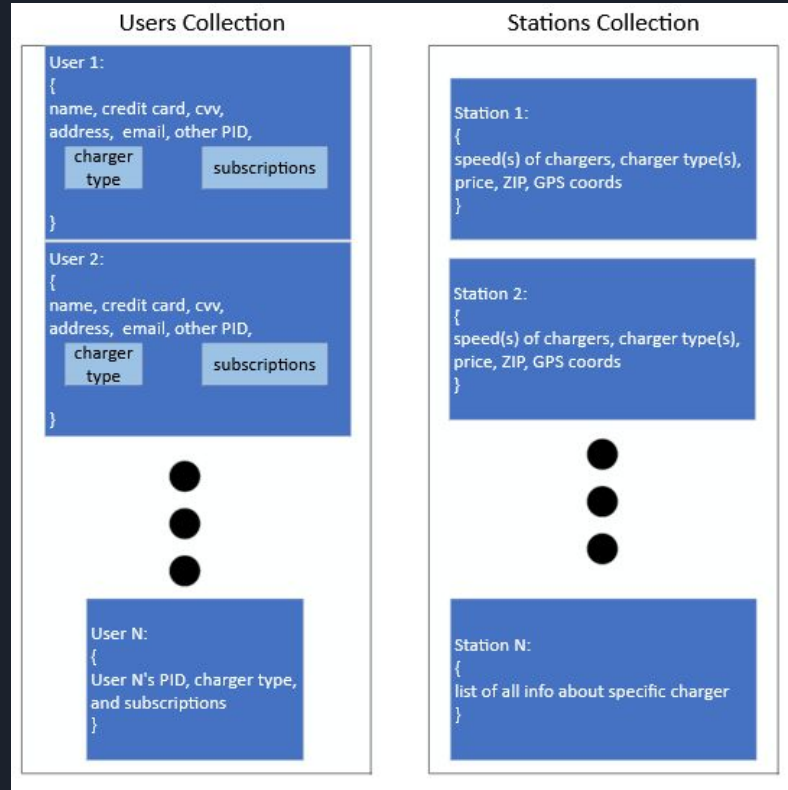 Users Collection
User 1:
{
name, credit card, cvv,
address, email, other PID,
charger
type
subscriptions
}
User 2:
{
name, credit card, cvv,
address, email, other PID,
charger
type
subscriptions
}
User N:
{
User N's PID, charger type,
and subscriptions
}
Stations Collection
Station 1:
{
speed(s) of chargers, charger type(s),
price, ZIP, GPS coords
}
Station 2:
{
speed(s) of chargers, charger type(s),
price, ZIP, GPS coords
}
Station N:
{
list of all info about specific charger
}